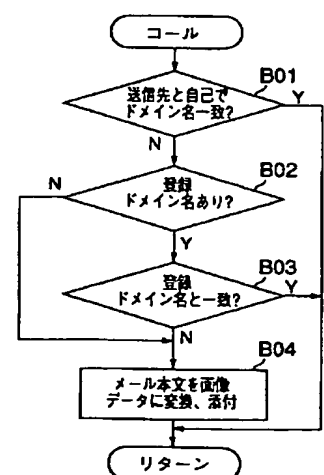 コール
B01
送信先と自己で
ドメイン名一致?
Y
N
B02
N
登録
ドメイン名あり?
Y
B03
登録
ドメイン名と一致?
Y
N
B04
メール本文を画像
データに変換、添付
リターン